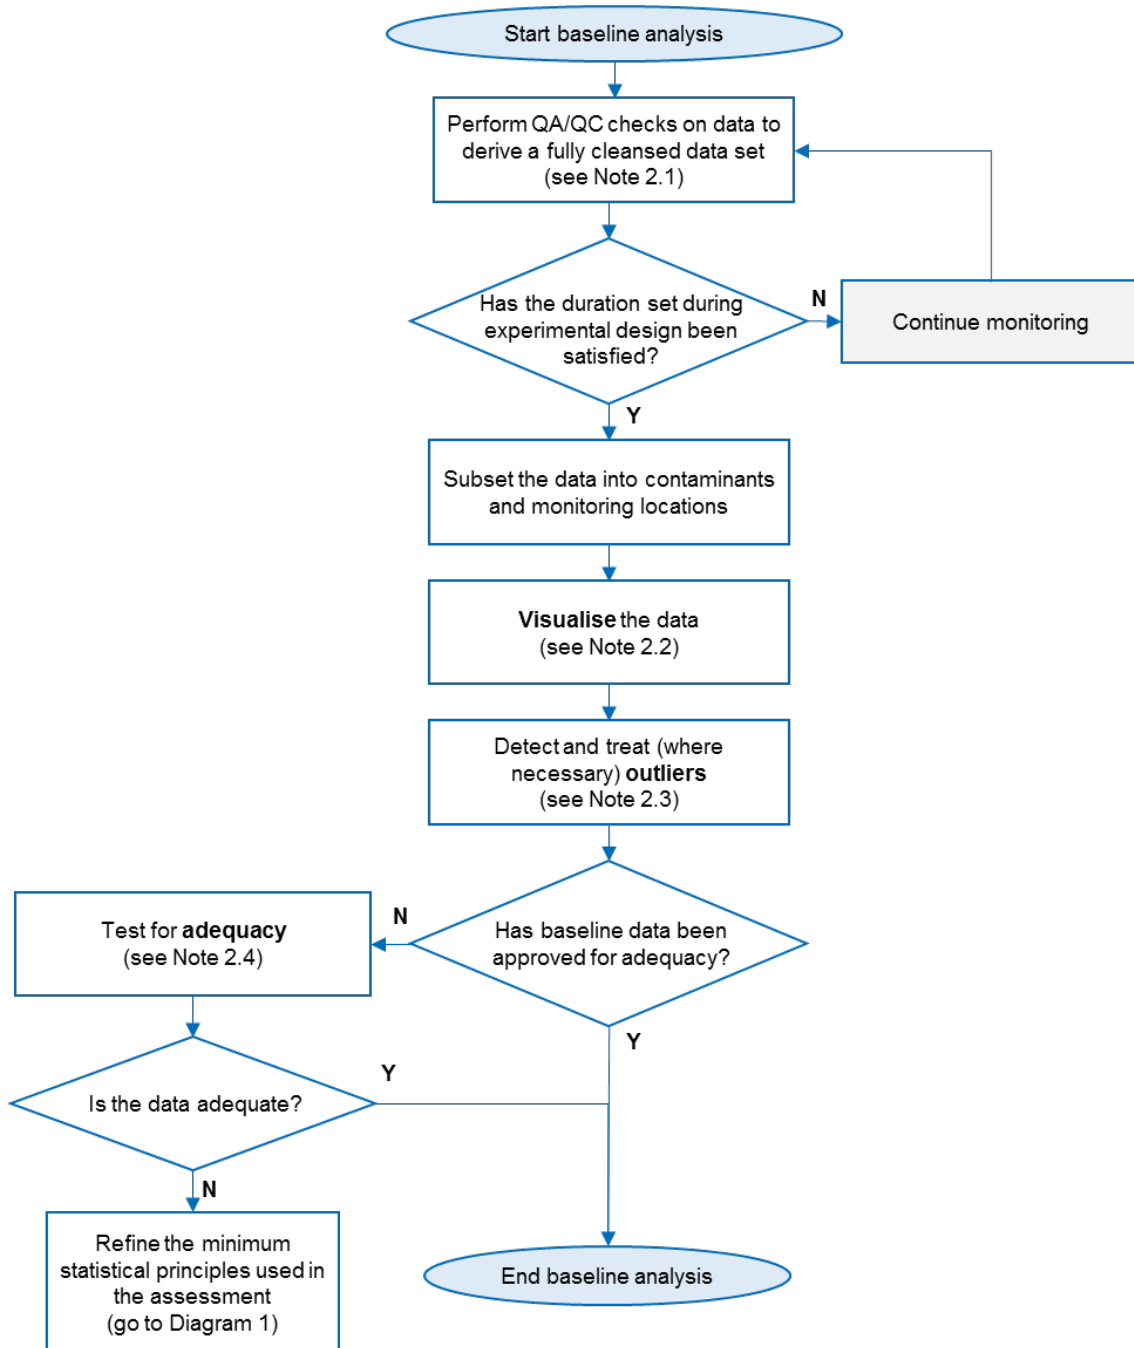 Start baseline analysis
Perform QA/QC checks on data to
derive a fully cleansed data set
(see Note 2.1)
Has the duration set during
experimental design been
satisfied?
N
Continue monitoring
Y
Subset the data into contaminants
and monitoring locations
Visualise the data
(see Note 2.2)
Detect and treat (where
necessary) outliers
(see Note 2.3)
Has baseline data been
approved for adequacy?
N
Test for adequacy
(see Note 2.4)
Y
Is the data adequate?
Y
N
Refine the minimum
statistical principles used in
the assessment
(go to Diagram 1)
End baseline analysis